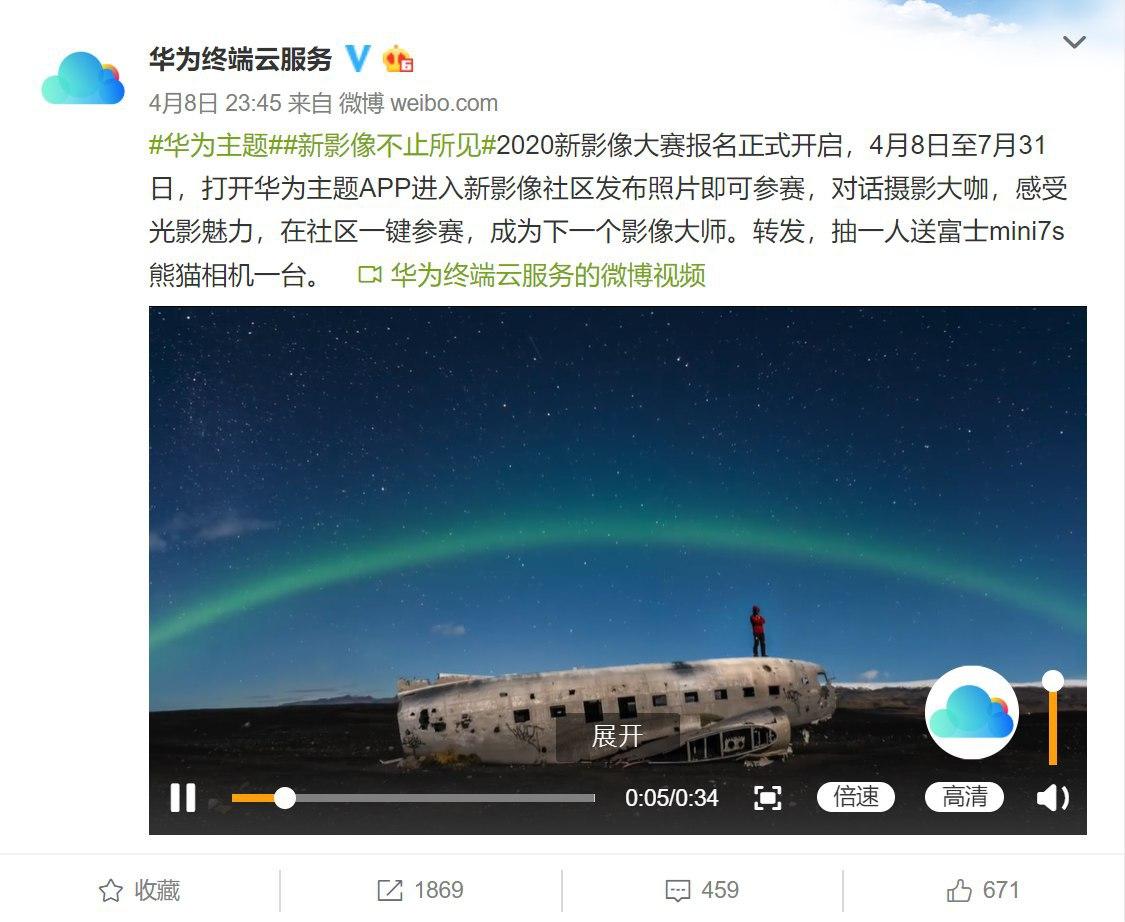 华为终端云服务
4月8日 23:45 来自 微博 weibo.com
#华为主题##新影像不止所见#2020新影像大赛报名正式开启，4月8日至7月31
日，打开华为主题APP进入新影像社区发布照片即可参赛，对话摄影大咖，感受
光影魅力，在社区一键参赛，成为下一个影像大师。转发，抽一人送富士mini7s
熊猫相机一台。 华为终端云服务的微博视频
展开
0:05/0:34 倍速 高清
收藏 1869 459 671